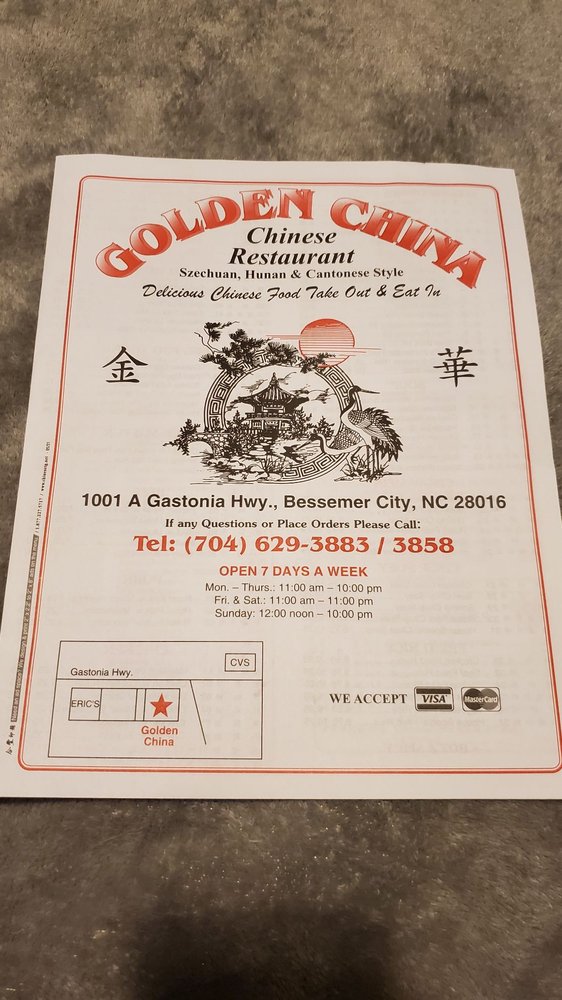 GOLDEN CHINA
Chinese
Restaurant
Szechuan, Hunan & Cantonese Style
Delicious Chinese Food Take Out & Eat In
金
華
1001 A Gastonia Hwy., Bessemer City, NC 28016
If any Questions or Place Orders Please Call:
Tel: (704) 629-3883 / 3858
OPEN 7 DAYS A WEEK
Mon. – Thurs.: 11:00 am – 10:00 pm
Fri. & Sat.: 11:00 am – 11:00 pm
Sunday: 12:00 noon – 10:00 pm
CVS
Gastonia Hwy.
ERIC'S
Golden
China
WE ACCEPT VISA MasterCard